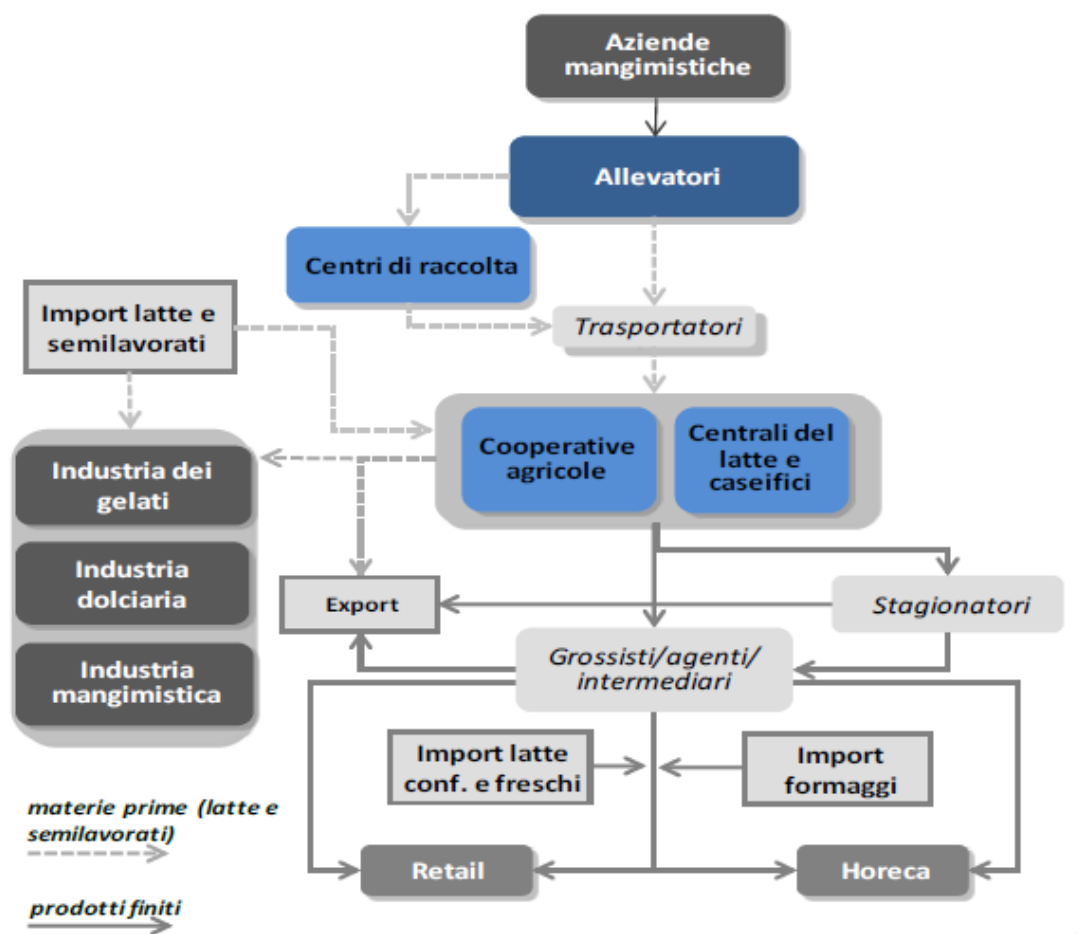 Aziende
mangimistiche
Allevatori
Centri di raccolta
Import latte e
semilavorati
Trasportatori
Cooperative
agricole
Centrali del
latte e
caseifici
Industria dei
gelati
Industria
dolciaria
Industria
mangimistica
Export
Stagionatori
Grossisti/agenti/
intermediari
Import latte
conf. e freschi
Import
formaggi
materie prime (latte e
semilavorati)
Retail
Horeca
prodotti finiti